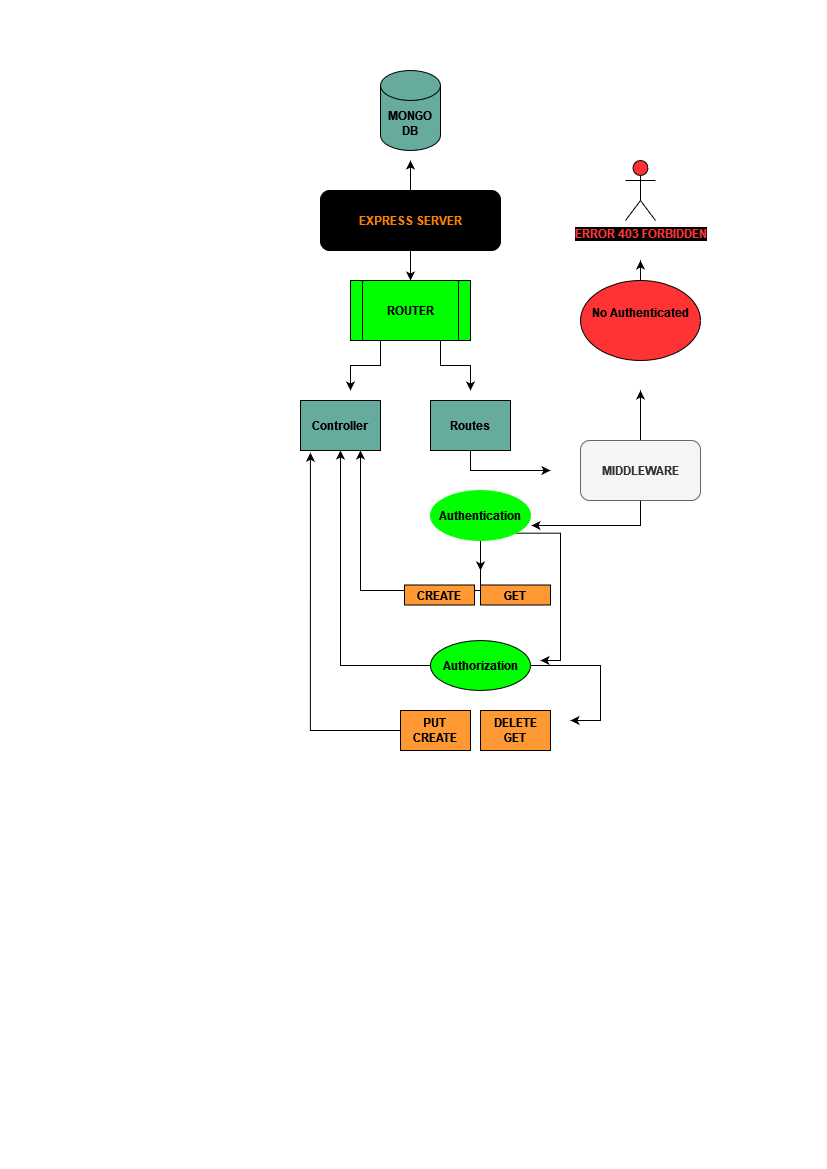 MONGO
DB
EXPRESS SERVER
ERROR 403 FORBIDDEN
ROUTER
No Authenticated
Controller
Routes
MIDDLEWARE
Authentication
CREATE
GET
Authorization
PUT
CREATE
DELETE
GET